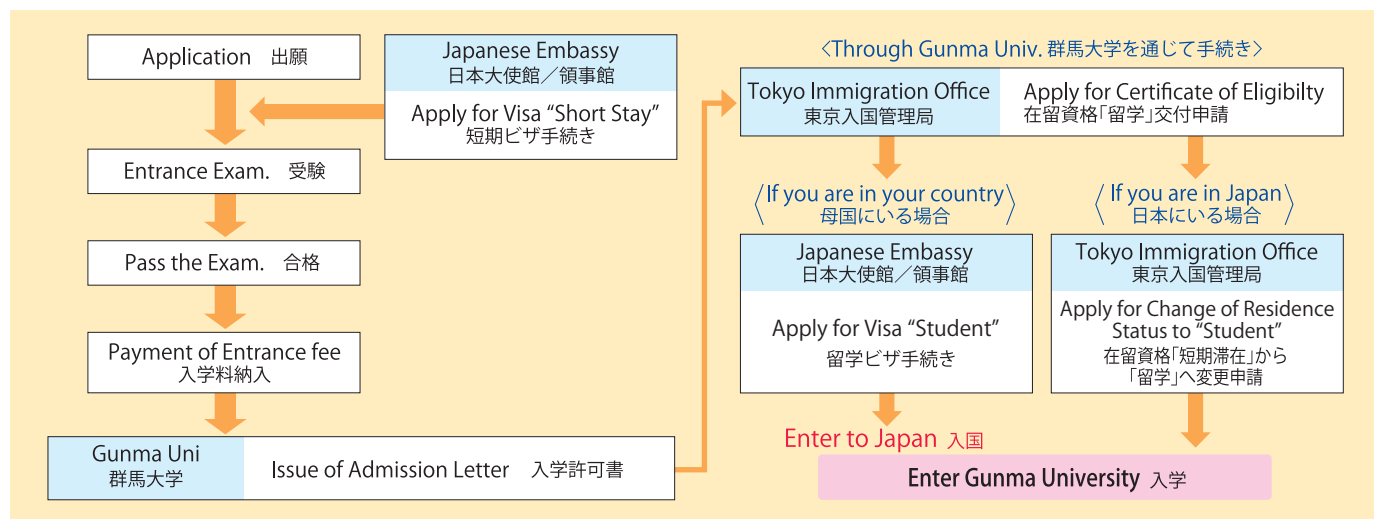 Application 出願
Japanese Embassy
日本大使館／領事館
Apply for Visa “Short Stay”
短期ビザ手続き
Entrance Exam. 受験
Pass the Exam. 合格
Payment of Entrance fee
入学料納入
Gunma Uni
群馬大学
Issue of Admission Letter 入学許可書
〈Through Gunma Univ. 群馬大学を通じて手続き〉
Tokyo Immigration Office
東京入国管理局
Apply for Certificate of Eligibilty
在留資格「留学」交付申請
〈If you are in your country
母国にいる場合〉
Japanese Embassy
日本大使館／領事館
Apply for Visa “Student”
留学ビザ手続き
Enter to Japan 入国
〈If you are in Japan
日本にいる場合〉
Tokyo Immigration Office
東京入国管理局
Apply for Change of Residence
Status to “Student”
在留資格「短期滞在」から
「留学」へ変更申請
Enter Gunma University 入学